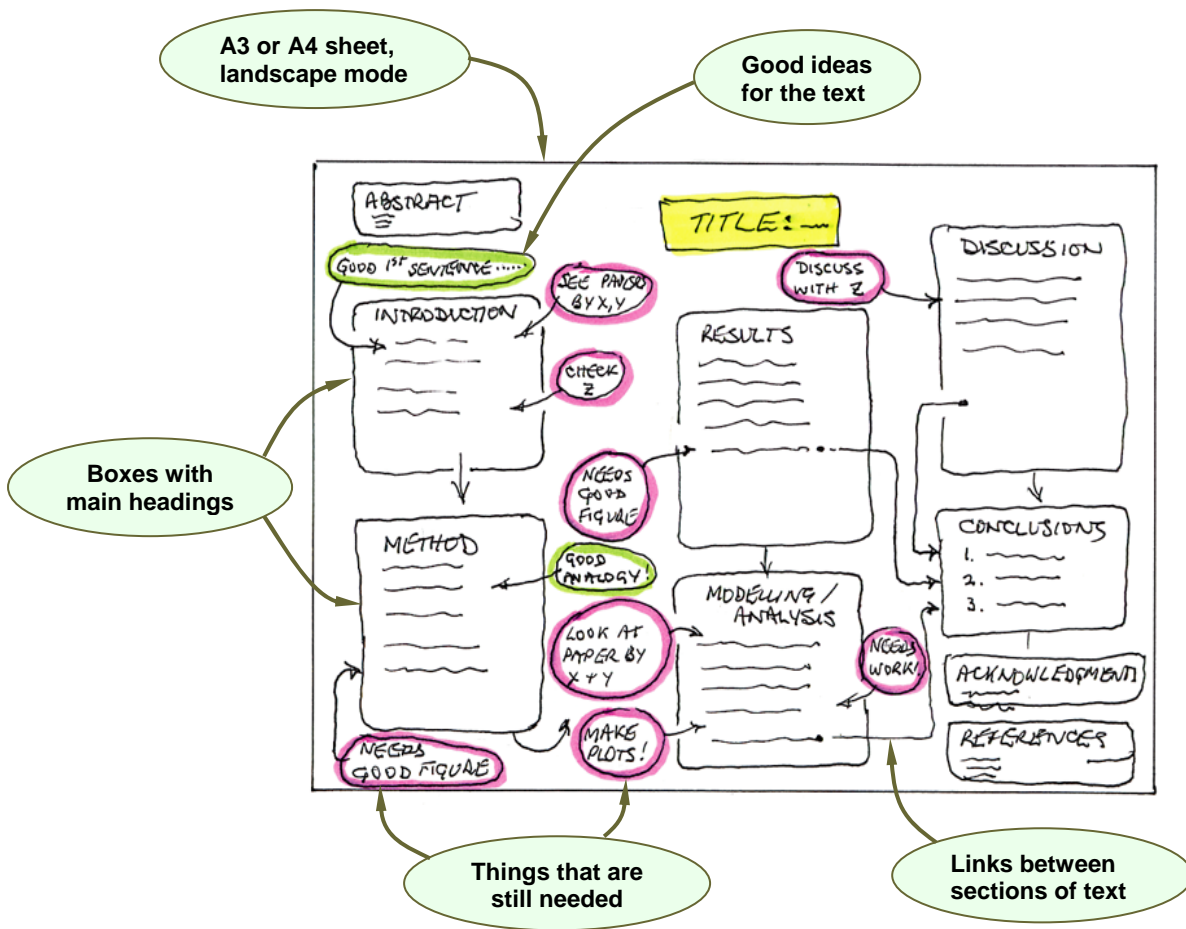 A3 or A4 sheet,
landscape mode
Good ideas
for the text
ABSTRACT
TITLE:
GOOD 1ST SENTENCE ......
SEE PAPERS
BY X, Y
INTRODUCTION
CHECK
Z
Boxes with
main headings
METHOD
NEEDS
GOOD FIGURE
RESULTS
NEEDS
GOOD
FIGURE
GOOD
ANALOGY!
MODELLING /
ANALYSIS
LOOK AT
PAPER BY
X + Y
NEEDS
WORK!
MAKE
PLOTS!
DISCUSS
WITH Z
DISCUSSION
CONCLUSIONS
1.
2.
3.
ACKNOWLEDGMENTS
REFERENCES
Things that are
still needed
Links between
sections of text